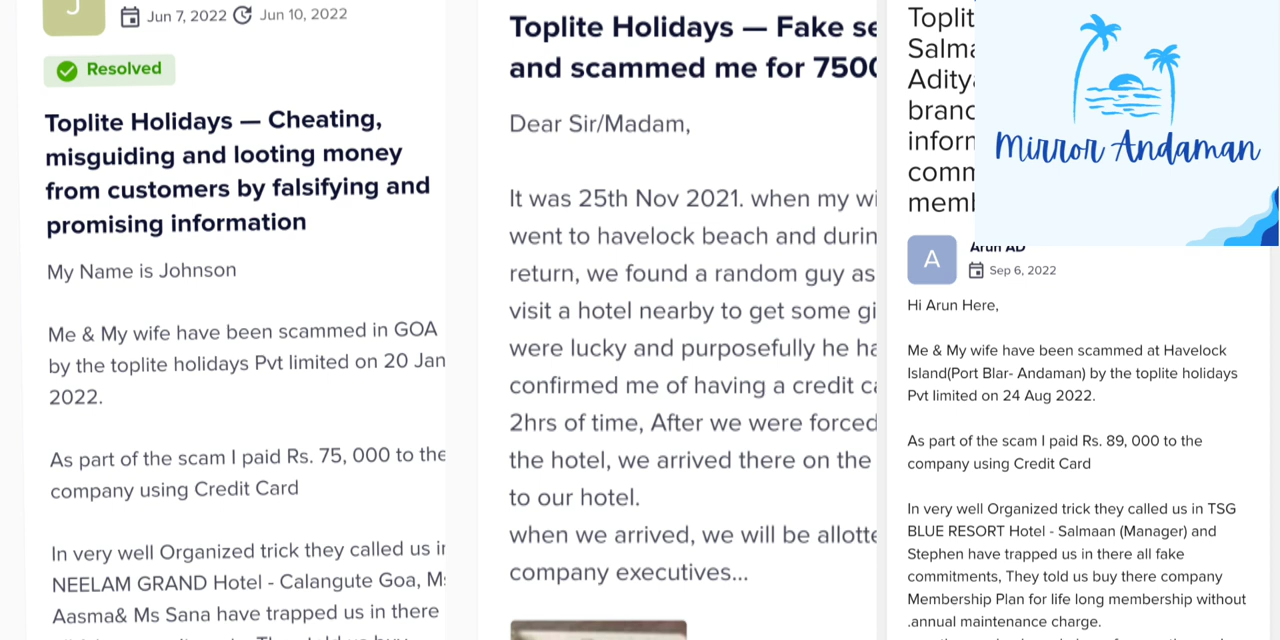 J
Jun 7, 2022 Jun 10, 2022
Resolved
Toplite Holidays — Cheating,
misguiding and looting money
from customers by falsifying and
promising information
My Name is Johnson
Me & My wife have been scammed in GOA
by the toplite holidays Pvt limited on 20 Jan
2022.
As part of the scam I paid Rs. 75, 000 to the
company using Credit Card
In very well Organized trick they called us in
NEELAM GRAND Hotel - Calangute Goa, Ms
Aasma& Ms Sana have trapped us in there
Toplite Holidays — Fake se
and scammed me for 7500
Dear Sir/Madam,
It was 25th Nov 2021. when my wi
went to havelock beach and durin
return, we found a random guy as
visit a hotel nearby to get some gi
were lucky and purposefully he ha
confirmed me of having a credit ca
2hrs of time, After we were forced
the hotel, we arrived there on the
to our hotel.
when we arrived, we will be allotte
company executives...
Toplit
Salma
Aditya
branc
inforn
comm
memb
Mirror Andaman
A
Arun AD
Sep 6, 2022
Hi Arun Here,
Me & My wife have been scammed at Havelock
Island(Port Blar- Andaman) by the toplite holidays
Pvt limited on 24 Aug 2022.
As part of the scam I paid Rs. 89, 000 to the
company using Credit Card
In very well Organized trick they called us in TSG
BLUE RESORT Hotel - Salmaan (Manager) and
Stephen have trapped us in there all fake
commitments, They told us buy there company
Membership Plan for life long membership without
.annual maintenance charge.